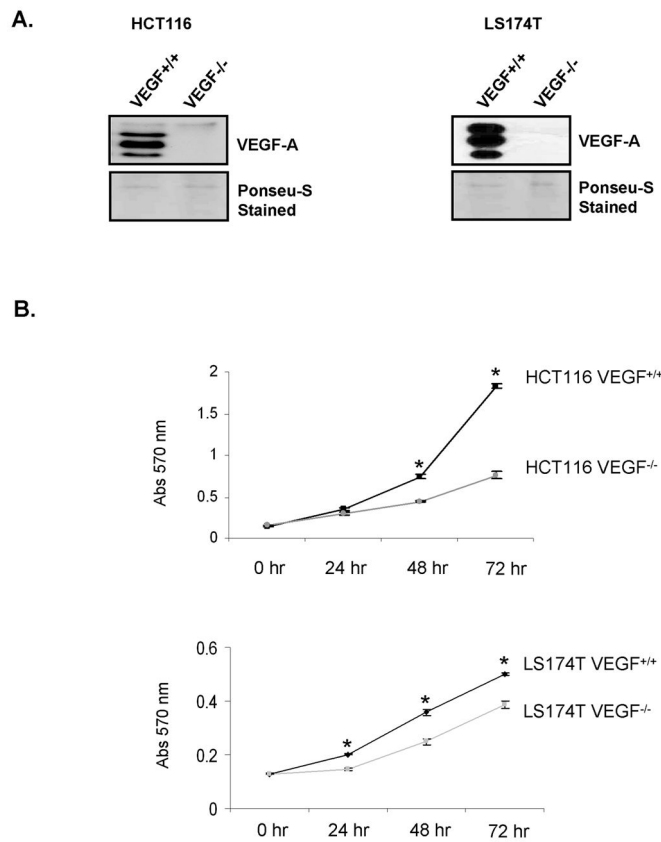 A.
HCT116
LS174T
VEGF+/+
VEGF-/-
VEGF+/+
VEGF-/-
VEGF-A
VEGF-A
Ponseu-S
Stained
Ponseu-S
Stained
B.
Abs 570 nm
2
1.5
1
0.5
0
*
*
HCT116 VEGF+/+
HCT116 VEGF-/-
0 hr 24 hr 48 hr 72 hr
Abs 570 nm
0.6
0.4
0.2
0
*
*
*
LS174T VEGF+/+
LS174T VEGF-/-
0 hr 24 hr 48 hr 72 hr